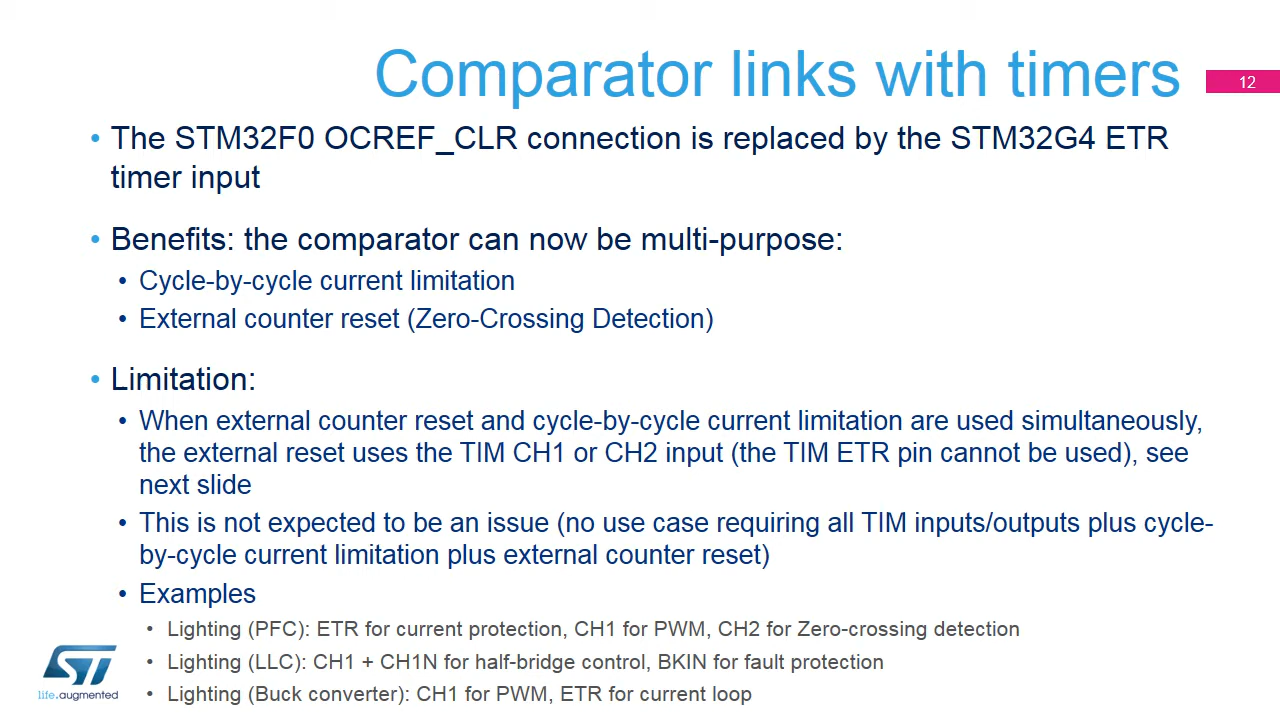 Comparator links with timers
12
• The STM32F0 OCREF_CLR connection is replaced by the STM32G4 ETR
timer input
• Benefits: the comparator can now be multi-purpose:
• Cycle-by-cycle current limitation
• External counter reset (Zero-Crossing Detection)
• Limitation:
• When external counter reset and cycle-by-cycle current limitation are used simultaneously,
the external reset uses the TIM CH1 or CH2 input (the TIM ETR pin cannot be used), see
next slide
• This is not expected to be an issue (no use case requiring all TIM inputs/outputs plus cycle-
by-cycle current limitation plus external counter reset)
• Examples
• Lighting (PFC): ETR for current protection, CH1 for PWM, CH2 for Zero-crossing detection
• Lighting (LLC): CH1 + CH1N for half-bridge control, BKIN for fault protection
• Lighting (Buck converter): CH1 for PWM, ETR for current loop
ST
life.augmented